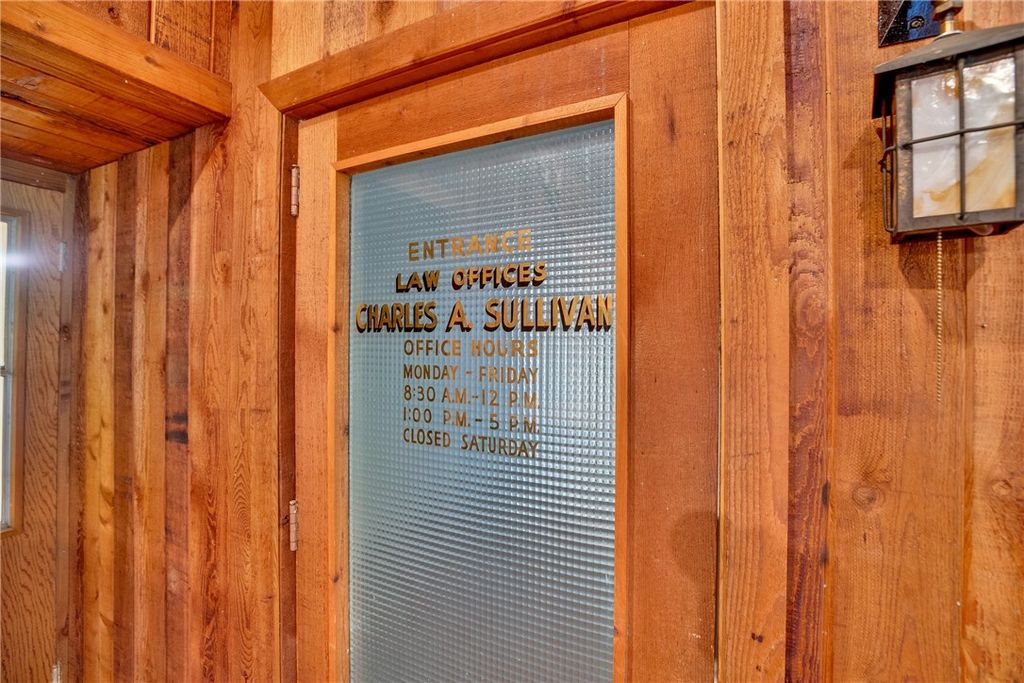 ENTRANCE
LAW OFFICES
CHARLES A. SULLIVAN
OFFICE HOURS
MONDAY - FRIDAY
8:30 A.M.-12 P.M.
1:00 P.M.- 5 P.M.
CLOSED SATURDAY